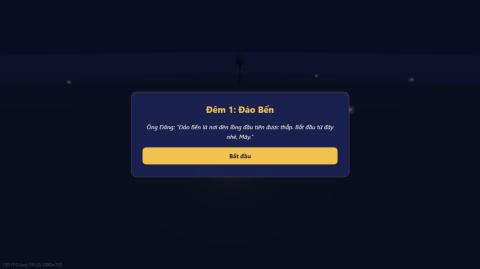 Đêm 1: Đảo Bến
Ông Đăng: "Đảo Bến là nơi đèn lồng đầu tiên được thắp. Bắt đầu từ đây
nhé, Mây."
Bắt đầu